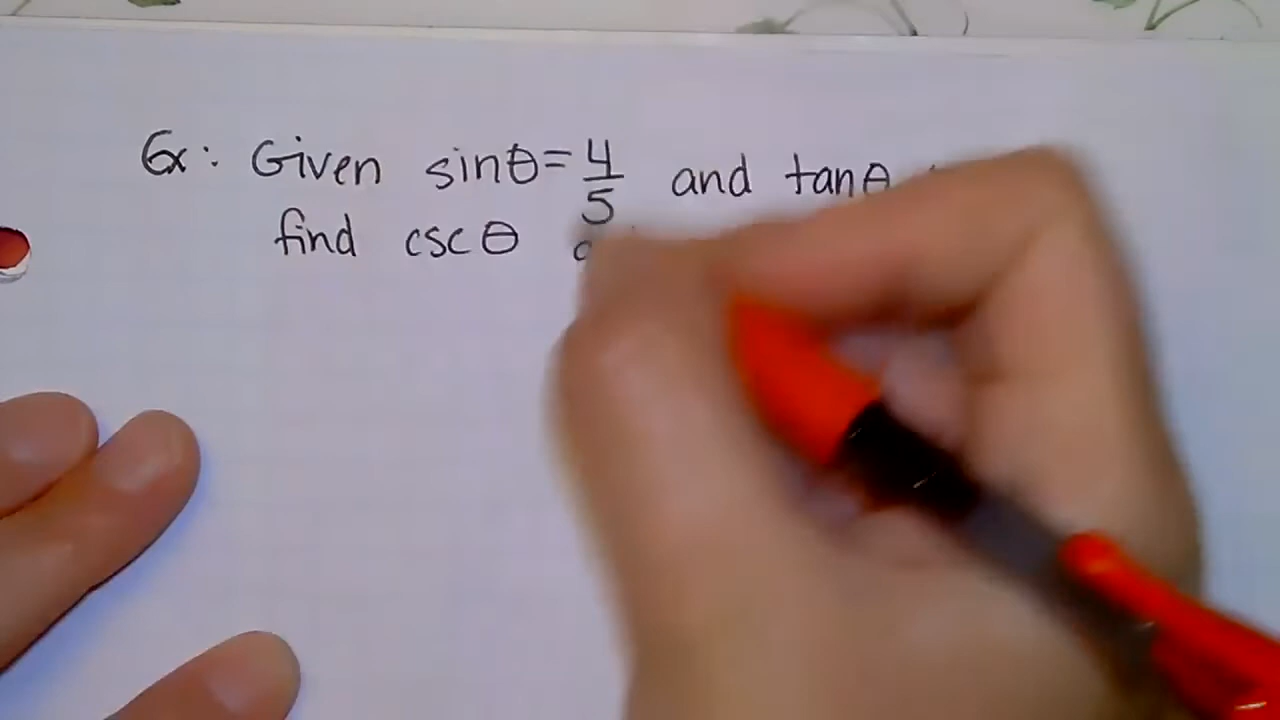 Ex: Given sinθ = 4/5 and tanθ
find cscθ